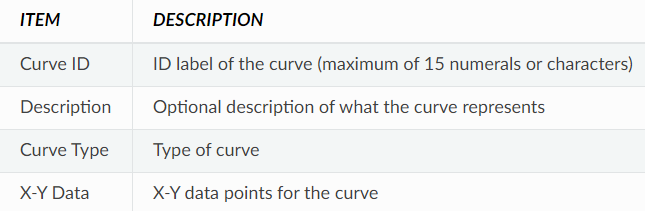 ITEM DESCRIPTION
Curve ID ID label of the curve (maximum of 15 numerals or characters)
Description Optional description of what the curve represents
Curve Type Type of curve
X-Y Data X-Y data points for the curve